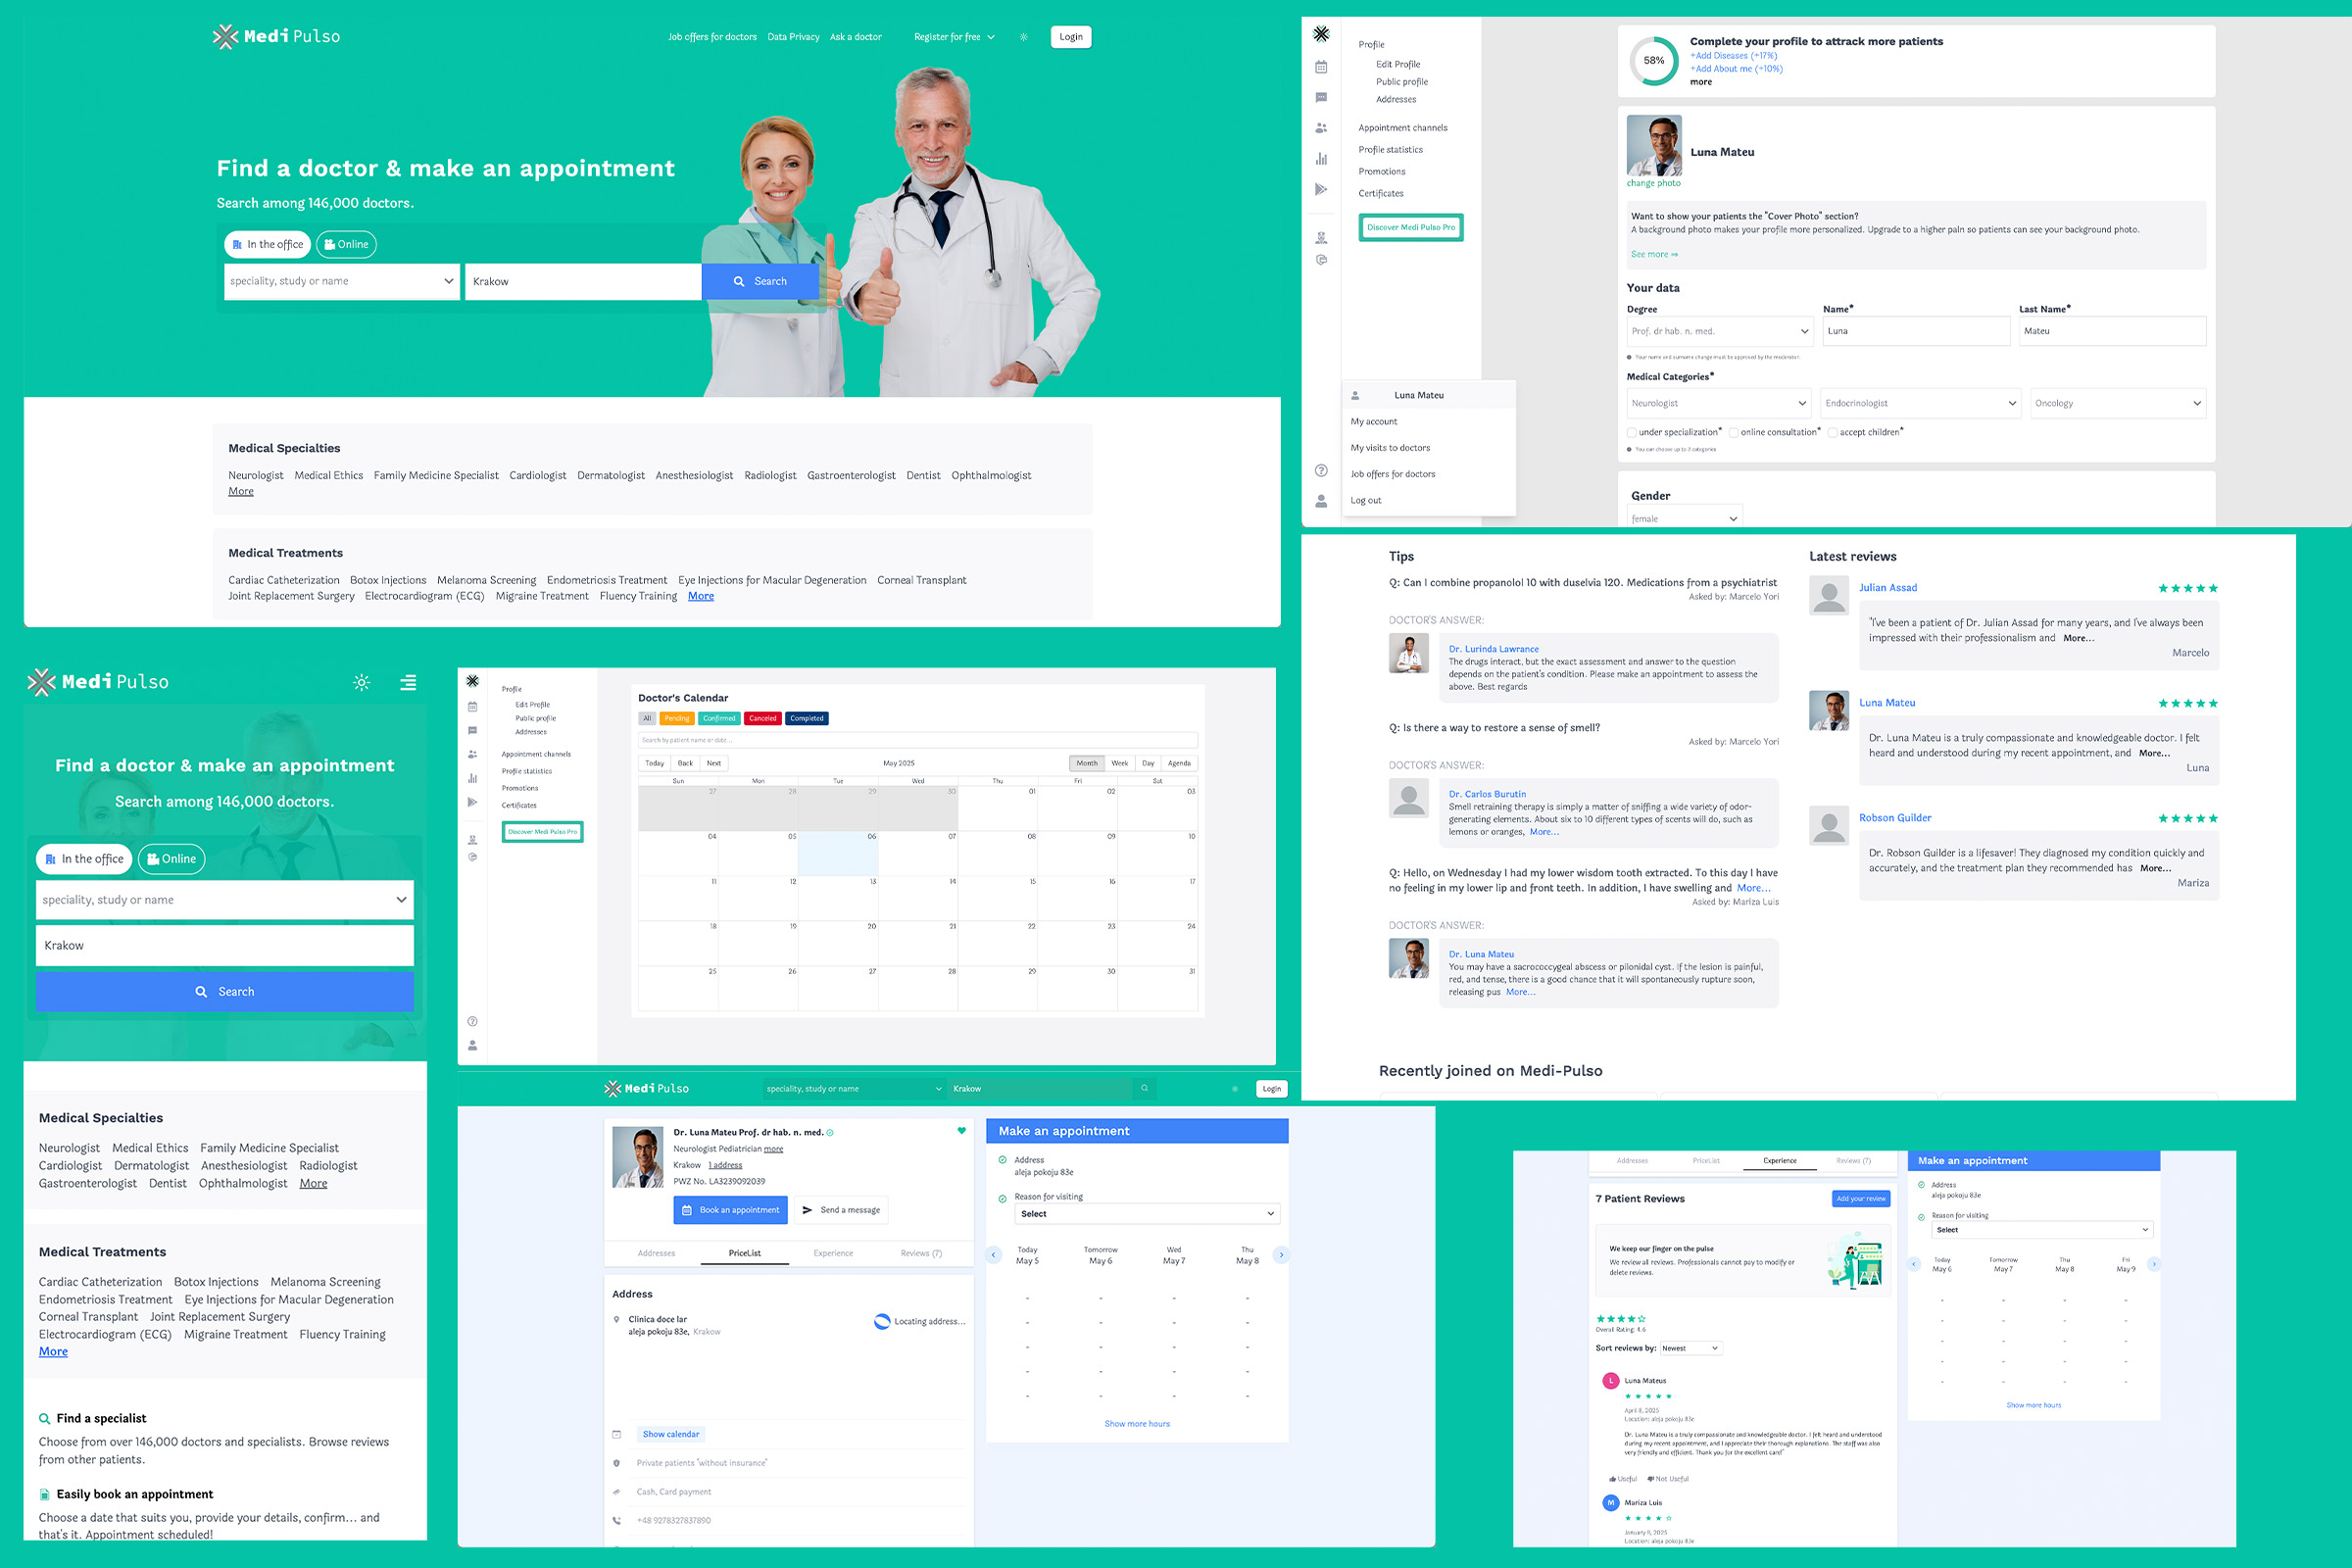 Medi Pulso
Job offers for doctors Data Privacy Ask a doctor Register for free Login
Find a doctor & make an appointment
Search among 146,000 doctors.
In the office Online
speciality, study or name Krakow Search
Medical Specialties
Neurologist Medical Ethics Family Medicine Specialist Cardiologist Dermatologist Anesthesiologist Radiologist Gastroenterologist Dentist Ophthalmologist
More
Medical Treatments
Cardiac Catheterization Botox Injections Melanoma Screening Endometriosis Treatment Eye Injections for Macular Degeneration Corneal Transplant
Joint Replacement Surgery Electrocardiogram (ECG) Migraine Treatment Fluency Training More
Profile
Edit Profile
Public profile
Addresses
Appointment channels
Profile statistics
Promotions
Certificates
Discover Medi Pulso Pro
Luna Mateu
My account
My visits to doctors
Job offers for doctors
Log out
58%
Complete your profile to attrack more patients
+Add Diseases (+17%)
+Add About me (+10%)
more
Luna Mateu
change photo
Want to show your patients the "Cover Photo" section?
A background photo makes your profile more personalized. Upgrade to a higher paln so patients can see your background photo.
See more ⇒
Your data
Degree Name* Last Name*
Prof. dr hab. n. med. Luna Mateu
Your name and surname change must be approved by the moderator.
Medical Categories*
Neurologist Endocrinologist Oncology
under specialization* online consultation* accept children*
You can choose up to 3 categories
Gender
female
Tips
Q: Can I combine propanolol 10 with duselvia 120. Medications from a psychiatrist
Asked by: Marcelo Yori
DOCTOR'S ANSWER:
Dr. Lurinda Lawrance
The drugs interact, but the exact assessment and answer to the question
depends on the patient's condition. Please make an appointment to assess the
above. Best regards
Q: Is there a way to restore a sense of smell?
Asked by: Marcelo Yori
DOCTOR'S ANSWER:
Dr. Carlos Burutin
Smell retraining therapy is simply a matter of sniffing a wide variety of odor-
generating elements. About six to 10 different types of scents will do, such as
lemons or oranges, More...
Q: Hello, on Wednesday I had my lower wisdom tooth extracted. To this day I have
no feeling in my lower lip and front teeth. In addition, I have swelling and More...
Asked by: Mariza Luis
DOCTOR'S ANSWER:
Dr. Luna Mateu
You may have a sacrococcygeal abscess or pilonidal cyst. If the lesion is painful,
red, and tense, there is a good chance that it will spontaneously rupture soon,
releasing pus More...
Latest reviews
Julian Assad
"I've been a patient of Dr. Julian Assad for many years, and I've always been
impressed with their professionalism and More...
Marcelo
Luna Mateu
Dr. Luna Mateu is a truly compassionate and knowledgeable doctor. I felt
heard and understood during my recent appointment, and More...
Luna
Robson Guilder
Dr. Robson Guilder is a lifesaver! They diagnosed my condition quickly and
accurately, and the treatment plan they recommended has More...
Mariza
Recently joined on Medi-Pulso
Medi Pulso
Find a doctor & make an appointment
Search among 146,000 doctors.
In the office Online
speciality, study or name
Krakow
Search
Medical Specialties
Neurologist Medical Ethics Family Medicine Specialist
Cardiologist Dermatologist Anesthesiologist Radiologist
Gastroenterologist Dentist Ophthalmologist More
Medical Treatments
Cardiac Catheterization Botox Injections Melanoma Screening
Endometriosis Treatment Eye Injections for Macular Degeneration
Corneal Transplant Joint Replacement Surgery
Electrocardiogram (ECG) Migraine Treatment Fluency Training
More
Find a specialist
Choose from over 146,000 doctors and specialists. Browse reviews
from other patients.
Easily book an appointment
Choose a date that suits you, provide your details, confirm... and
that's it. Appointment scheduled!
Profile
Edit Profile
Public profile
Addresses
Appointment channels
Profile statistics
Promotions
Certificates
Discover Medi Pulso Pro
Doctor's Calendar
All Pending Confirmed Canceled Completed
Search by patient name or date...
Today Back Next May 2025 Month Week Day Agenda
Sun Mon Tue Wed Thu Fri Sat
27 28 29 30 01 02 03
04 05 06 07 08 09 10
11 12 13 14 15 16 17
18 19 20 21 22 23 24
25 26 27 28 29 30 31
Medi Pulso speciality, study or name Krakow Login
Dr. Luna Mateu Prof. dr hab. n. med.
Neurologist Pediatrician more
Krakow 1 address
PWZ No. LA3239092039
Book an appointment Send a message
Addresses PriceList Experience Reviews (7)
Address
Clinica doce lar
aleja pokoju 83e, Krakow
Locating address...
Show calendar
Private patients "without insurance"
Cash, Card payment
+48 9278327837890
Make an appointment
Address
aleja pokoju 83e
Reason for visiting
Select
Today Tomorrow Wed Thu
May 5 May 6 May 7 May 8
- - - -
- - - -
- - - -
- - - -
- - - -
Show more hours
Addresses PriceList Experience Reviews (7)
7 Patient Reviews Add your review
We keep our finger on the pulse
We review all reviews. Professionals cannot pay to modify or
delete reviews.
Overall Rating: 4.6
Sort reviews by: Newest
L Luna Mateus
April 8, 2025
Location: aleja pokoju 83e
Dr. Luna Mateu is a truly compassionate and knowledgeable doctor. I felt heard and understood
during my recent appointment, and I appreciate their thorough explanations. The staff was also
very friendly and efficient. Thank you for the excellent care!"
Useful Not Useful
M Mariza Luis
January 8, 2025
Location: aleja pokoju 83e
Make an appointment
Address
aleja pokoju 83e
Reason for visiting
Select
Today Tomorrow Thu Fri
May 6 May 7 May 8 May 9
- - - -
- - - -
- - - -
- - - -
- - - -
Show more hours